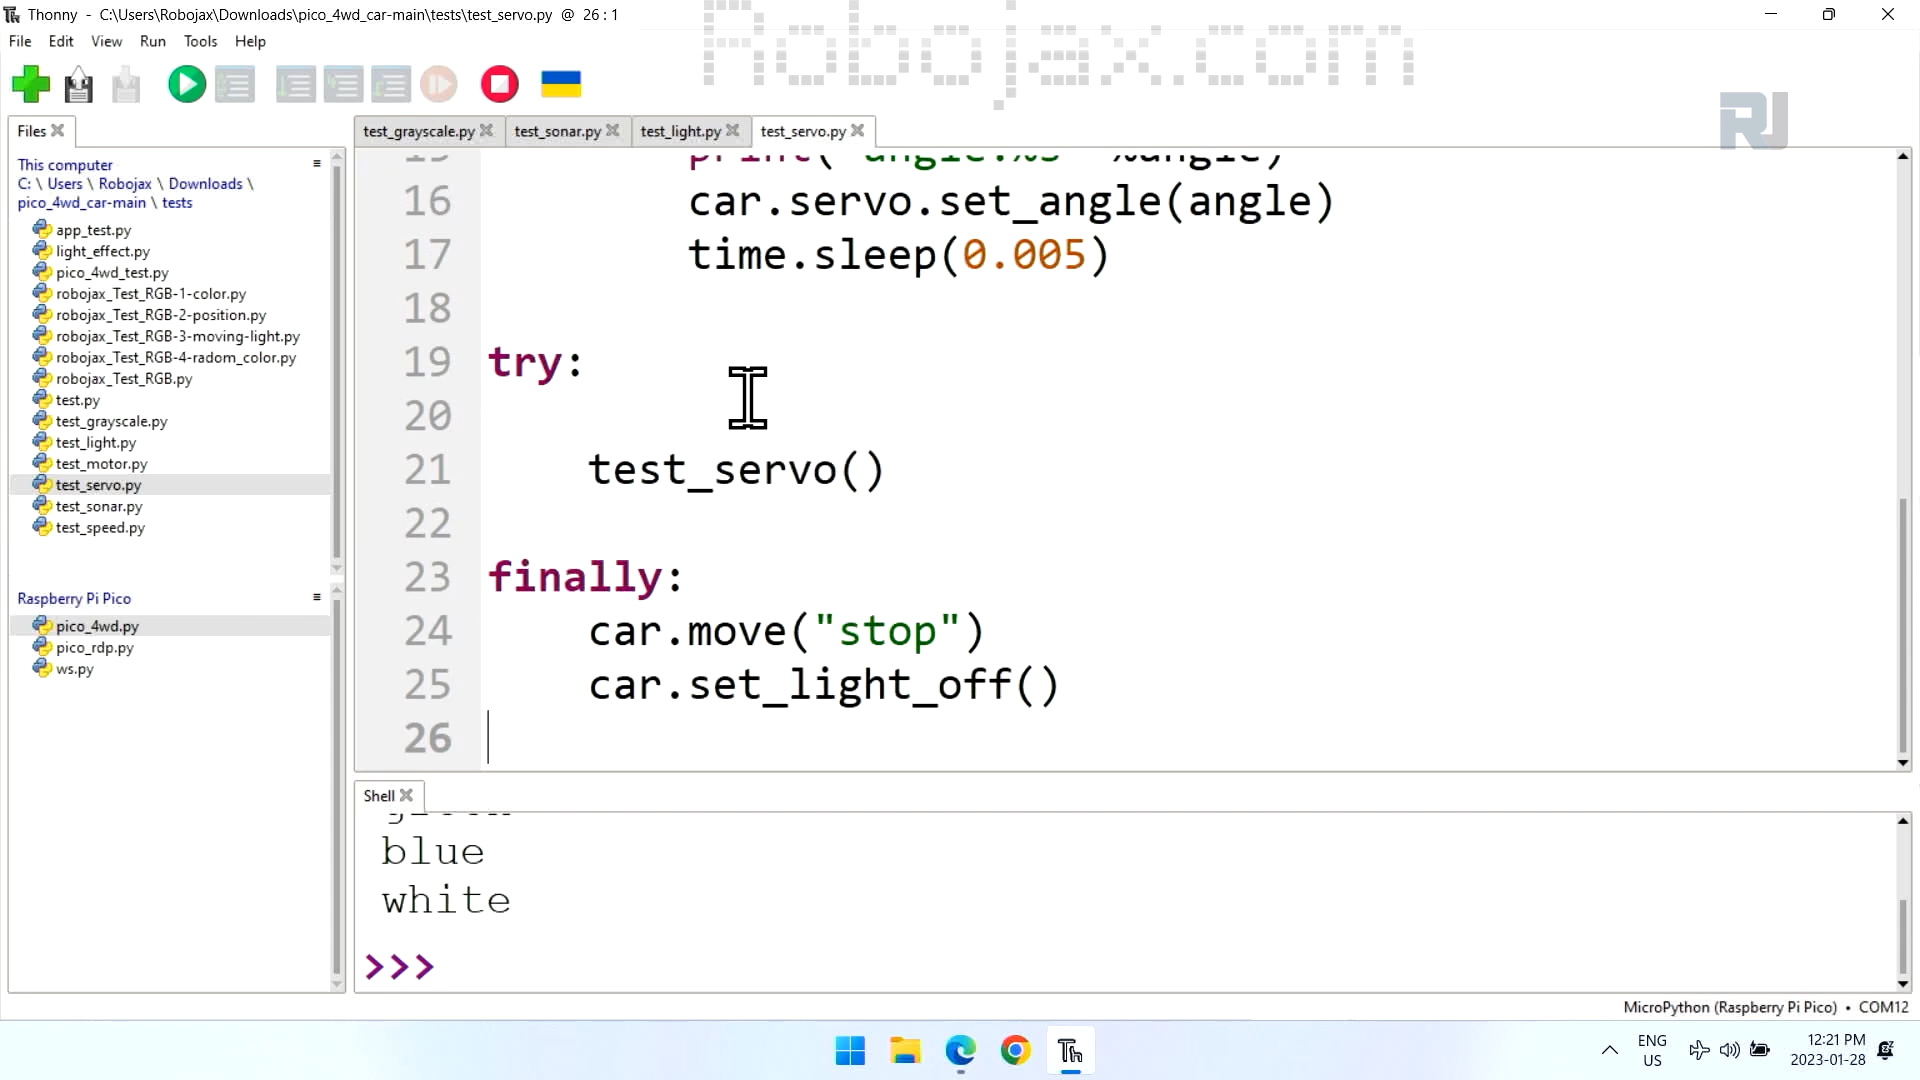 Thonny - C:\Users\Robojax\Downloads\pico_4wd_car-main\tests\test_servo.py @ 26 : 1
Robojax.com
File Edit View Run Tools Help
RJ
Files
test_grayscale.py test_sonar.py test_light.py test_servo.py
This computer
C: \ Users \ Robojax \ Downloads \
pico_4wd_car-main \ tests
app_test.py
light_effect.py
pico_4wd_test.py
robojax_Test_RGB-1-color.py
robojax_Test_RGB-2-position.py
robojax_Test_RGB-3-moving-light.py
robojax_Test_RGB-4-radom_color.py
robojax_Test_RGB.py
test.py
test_grayscale.py
test_light.py
test_motor.py
test_servo.py
test_sonar.py
test_speed.py
Raspberry Pi Pico
pico_4wd.py
pico_rdp.py
ws.py
15 print("angle:%s "%angle)
16 car.servo.set_angle(angle)
17 time.sleep(0.005)
18
19 try:
20
21 test_servo()
22
23 finally:
24 car.move("stop")
25 car.set_light_off()
26
Shell
green
blue
white
>>>
MicroPython (Raspberry Pi Pico) • COM12
Th
ENG
US
12:21 PM
2023-01-28